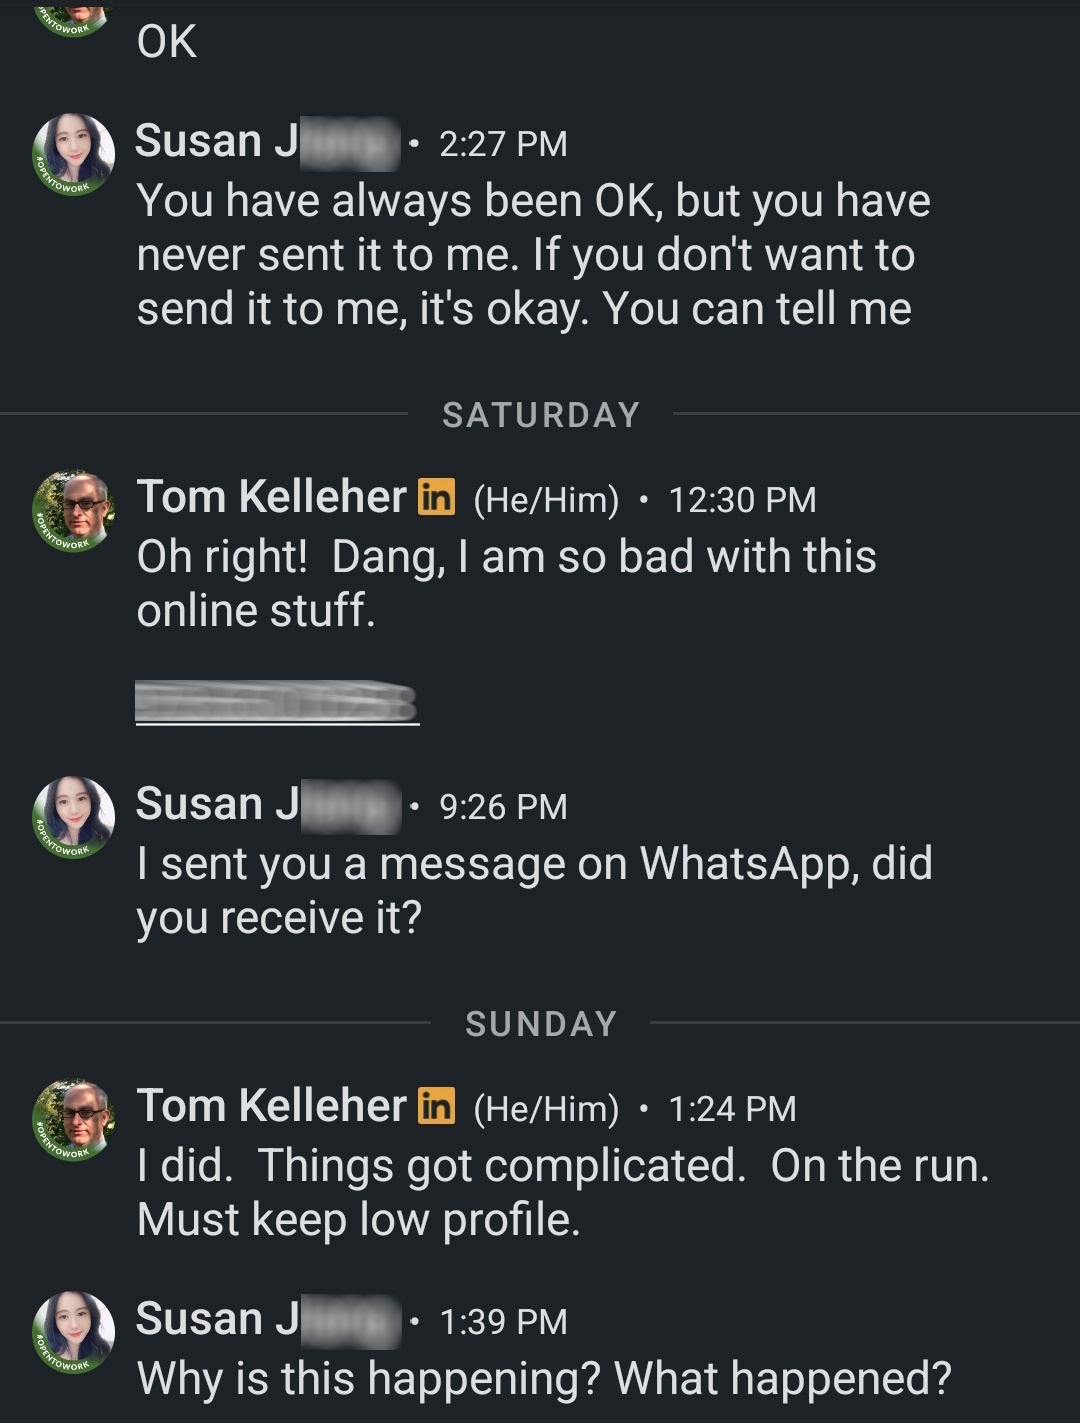 #OPENTOWORK
OK
Susan J • 2:27 PM
#OPENTOWORK
You have always been OK, but you have
never sent it to me. If you don't want to
send it to me, it's okay. You can tell me
SATURDAY
Tom Kelleher in (He/Him) • 12:30 PM
#OPENTOWORK
Oh right! Dang, I am so bad with this
online stuff.
Susan J • 9:26 PM
#OPENTOWORK
I sent you a message on WhatsApp, did
you receive it?
SUNDAY
Tom Kelleher in (He/Him) • 1:24 PM
#OPENTOWORK
I did. Things got complicated. On the run.
Must keep low profile.
Susan J • 1:39 PM
#OPENTOWORK
Why is this happening? What happened?